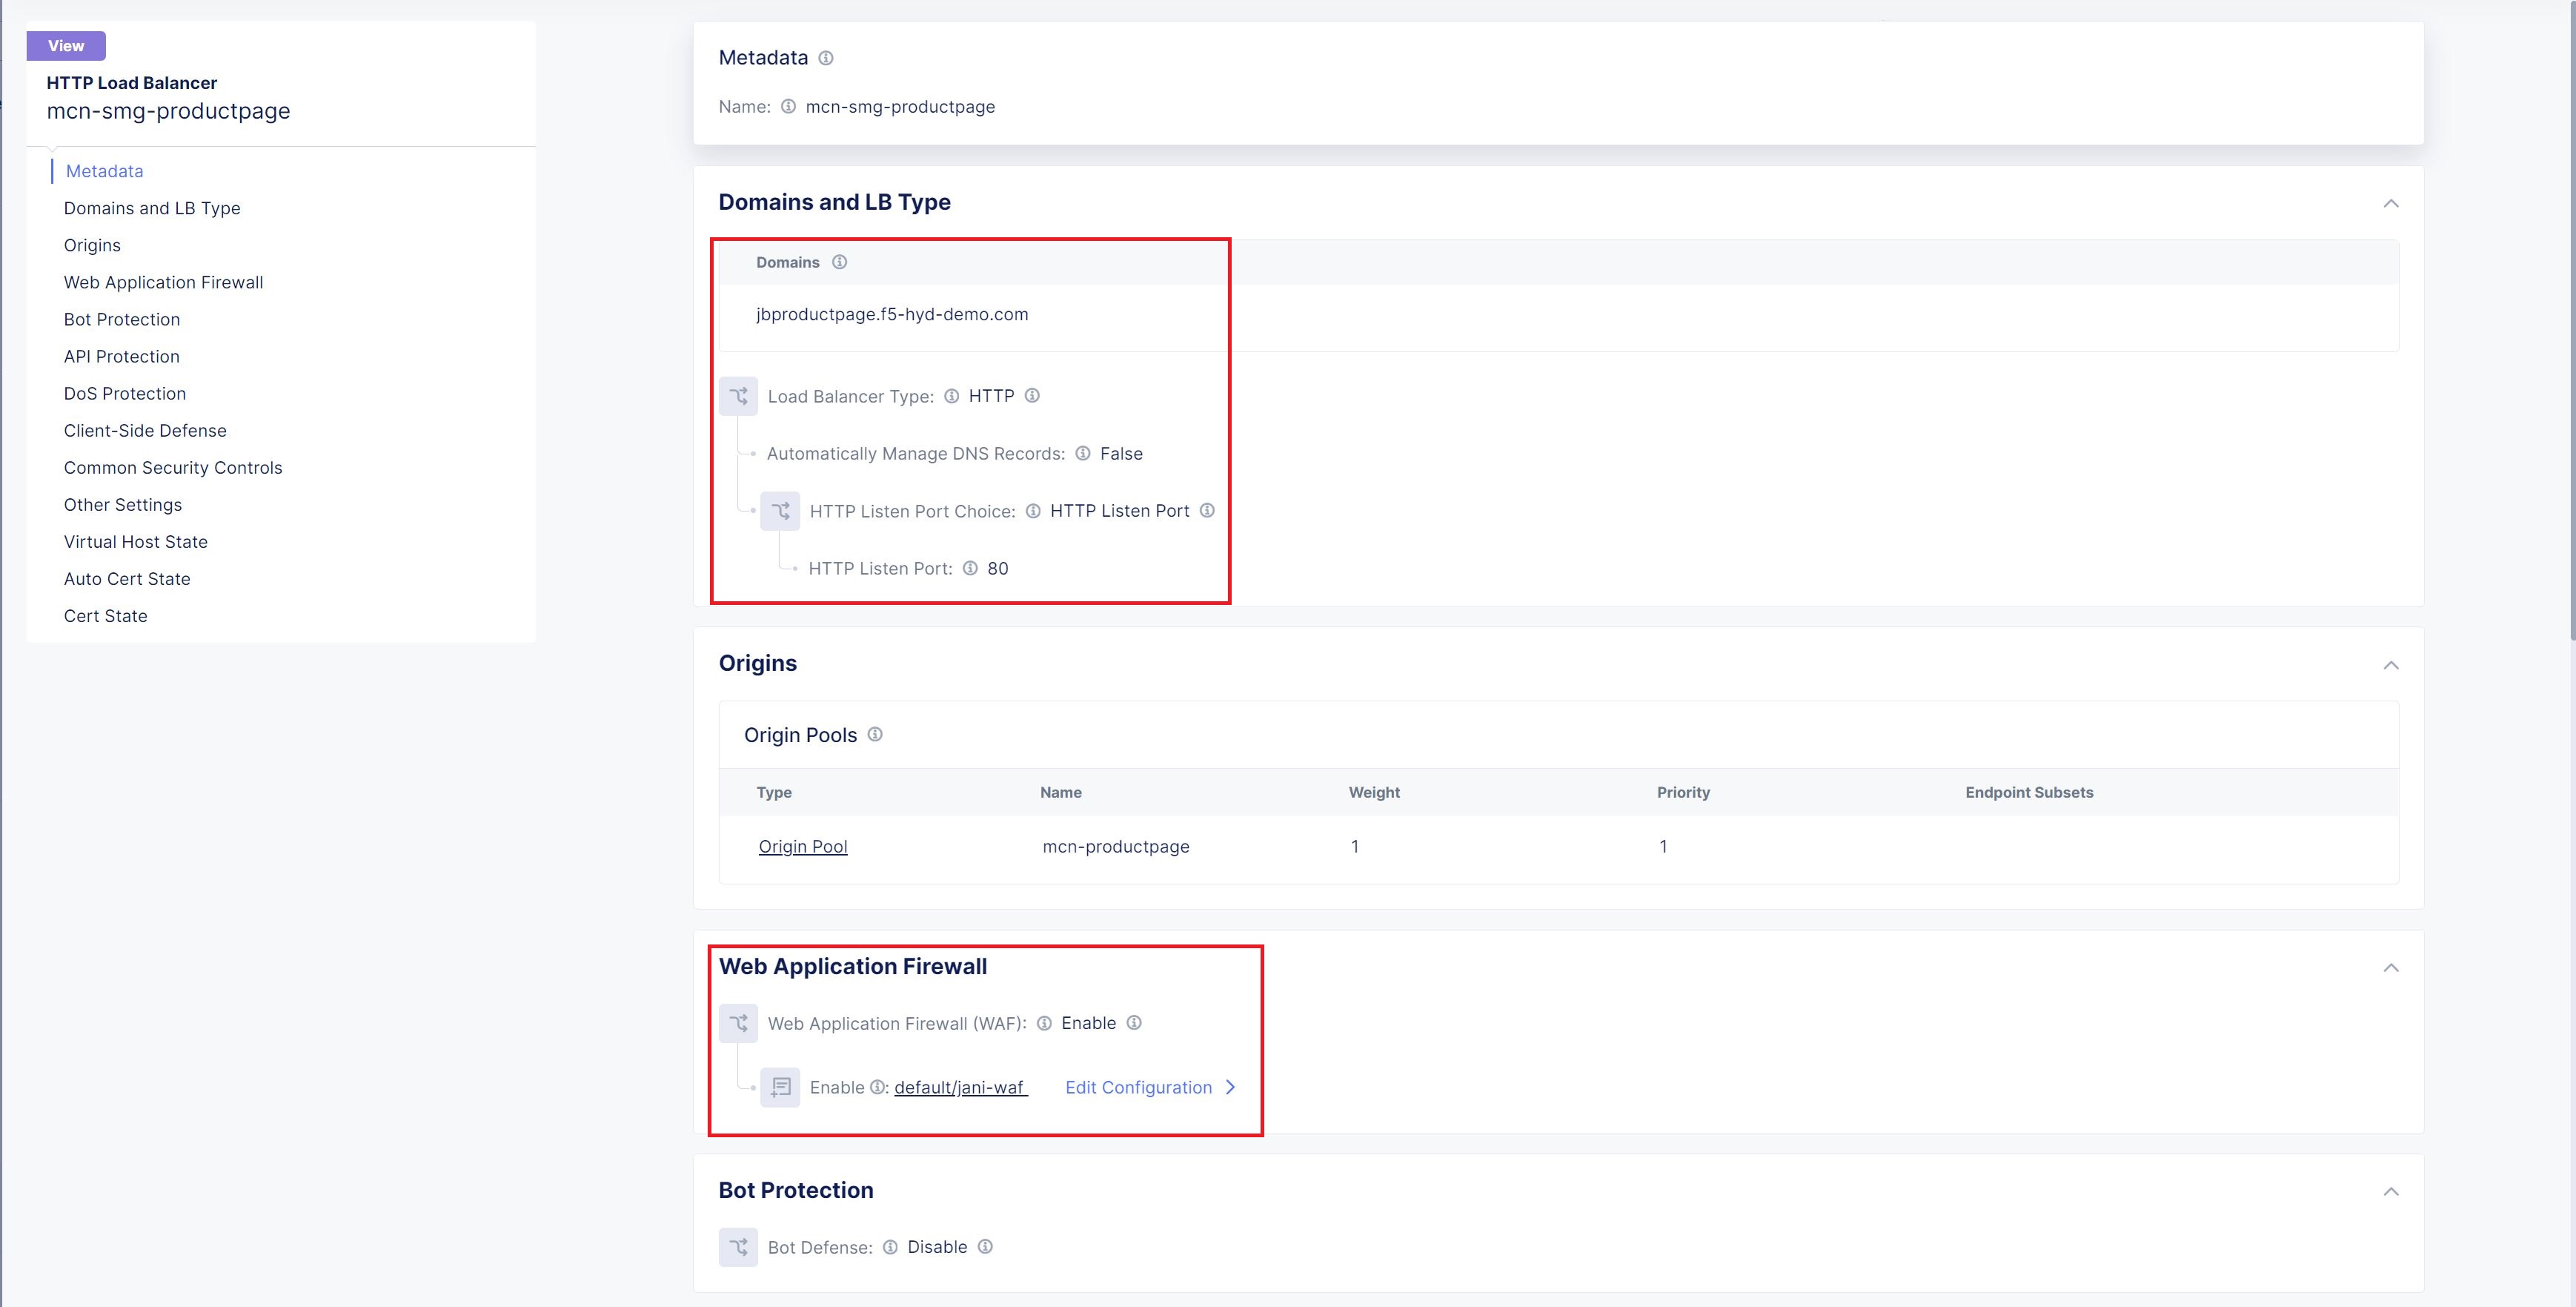 View
HTTP Load Balancer
mcn-smg-productpage
Metadata
Domains and LB Type
Origins
Web Application Firewall
Bot Protection
API Protection
DoS Protection
Client-Side Defense
Common Security Controls
Other Settings
Virtual Host State
Auto Cert State
Cert State
Metadata
Name: mcn-smg-productpage
Domains and LB Type
Domains
jbproductpage.f5-hyd-demo.com
Load Balancer Type: HTTP
Automatically Manage DNS Records: False
HTTP Listen Port Choice: HTTP Listen Port
HTTP Listen Port: 80
Origins
Origin Pools
Type Name Weight Priority Endpoint Subsets
Origin Pool mcn-productpage 1 1
Web Application Firewall
Web Application Firewall (WAF): Enable
Enable : default/jani-waf Edit Configuration
Bot Protection
Bot Defense: Disable